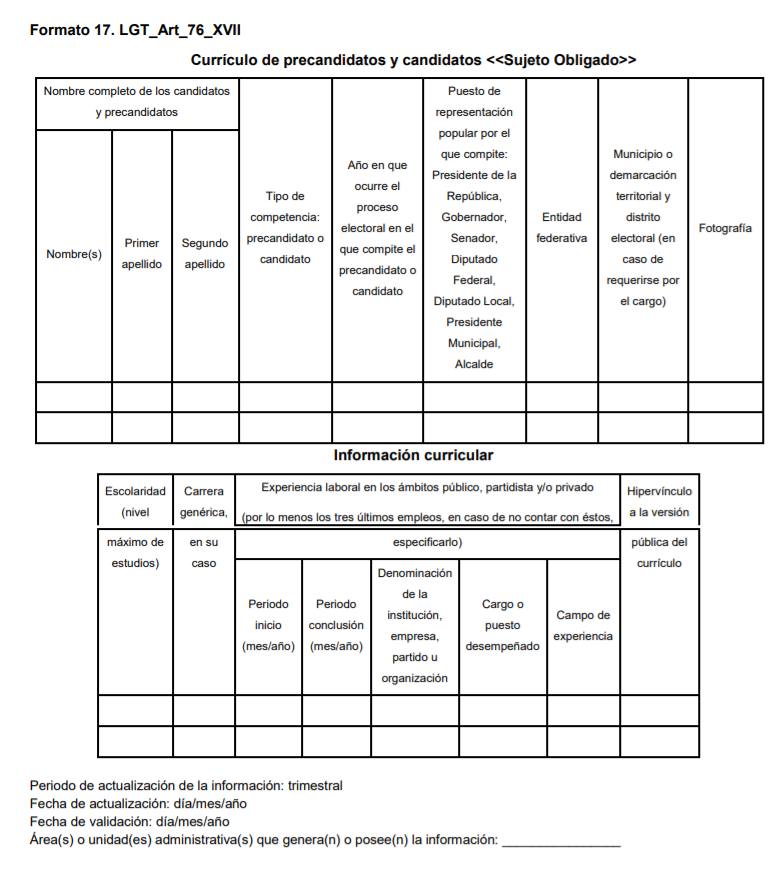 Formato 17. LGT_Art_76_XVII
Currículo de precandidatos y candidatos <<Sujeto Obligado>>
Nombre completo de los candidatos
y precandidatos
Nombre(s)
Primer
apellido
Segundo
apellido
Tipo de
competencia:
precandidato o
candidato
Año en que
ocurre el
proceso
electoral en el
que compite el
precandidato o
candidato
Puesto de
representación
popular por el
que compite:
Presidente de la
República,
Gobernador,
Senador,
Diputado
Federal,
Diputado Local,
Presidente
Municipal,
Alcalde
Entidad
federativa
Municipio o
demarcación
territorial y
distrito
electoral (en
caso de
requerirse por
el cargo)
Fotografía
Información curricular
Escolaridad
(nivel
máximo de
estudios)
Carrera
genérica,
en su
caso
Experiencia laboral en los ámbitos público, partidista y/o privado
(por lo menos los tres últimos empleos, en caso de no contar con éstos,
especificarlo)
Periodo
inicio
(mes/año)
Periodo
conclusión
(mes/año)
Denominación
de la
institución,
empresa,
partido u
organización
Cargo o
puesto
desempeñado
Campo de
experiencia
Hipervínculo
a la versión
pública del
currículo
Periodo de actualización de la información: trimestral
Fecha de actualización: día/mes/año
Fecha de validación: día/mes/año
Área(s) o unidad(es) administrativa(s) que genera(n) o posee(n) la información: ________________